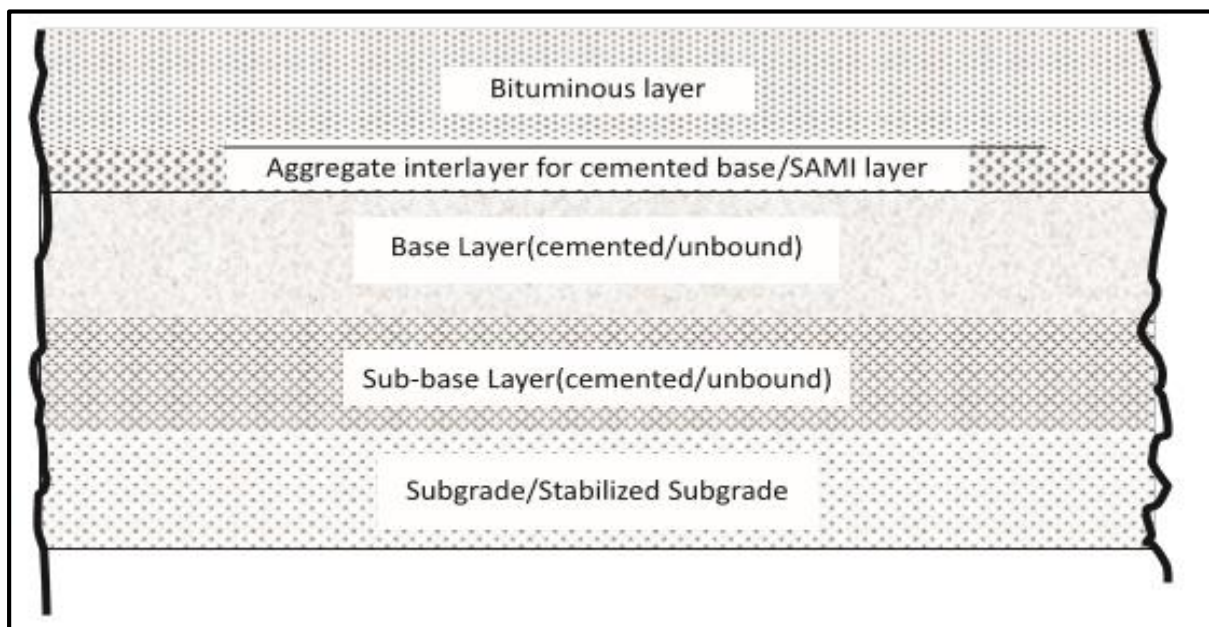 Bituminous layer
Aggregate interlayer for cemented base/SAMI layer
Base Layer(cemented/unbound)
Sub-base Layer(cemented/unbound)
Subgrade/Stabilized Subgrade